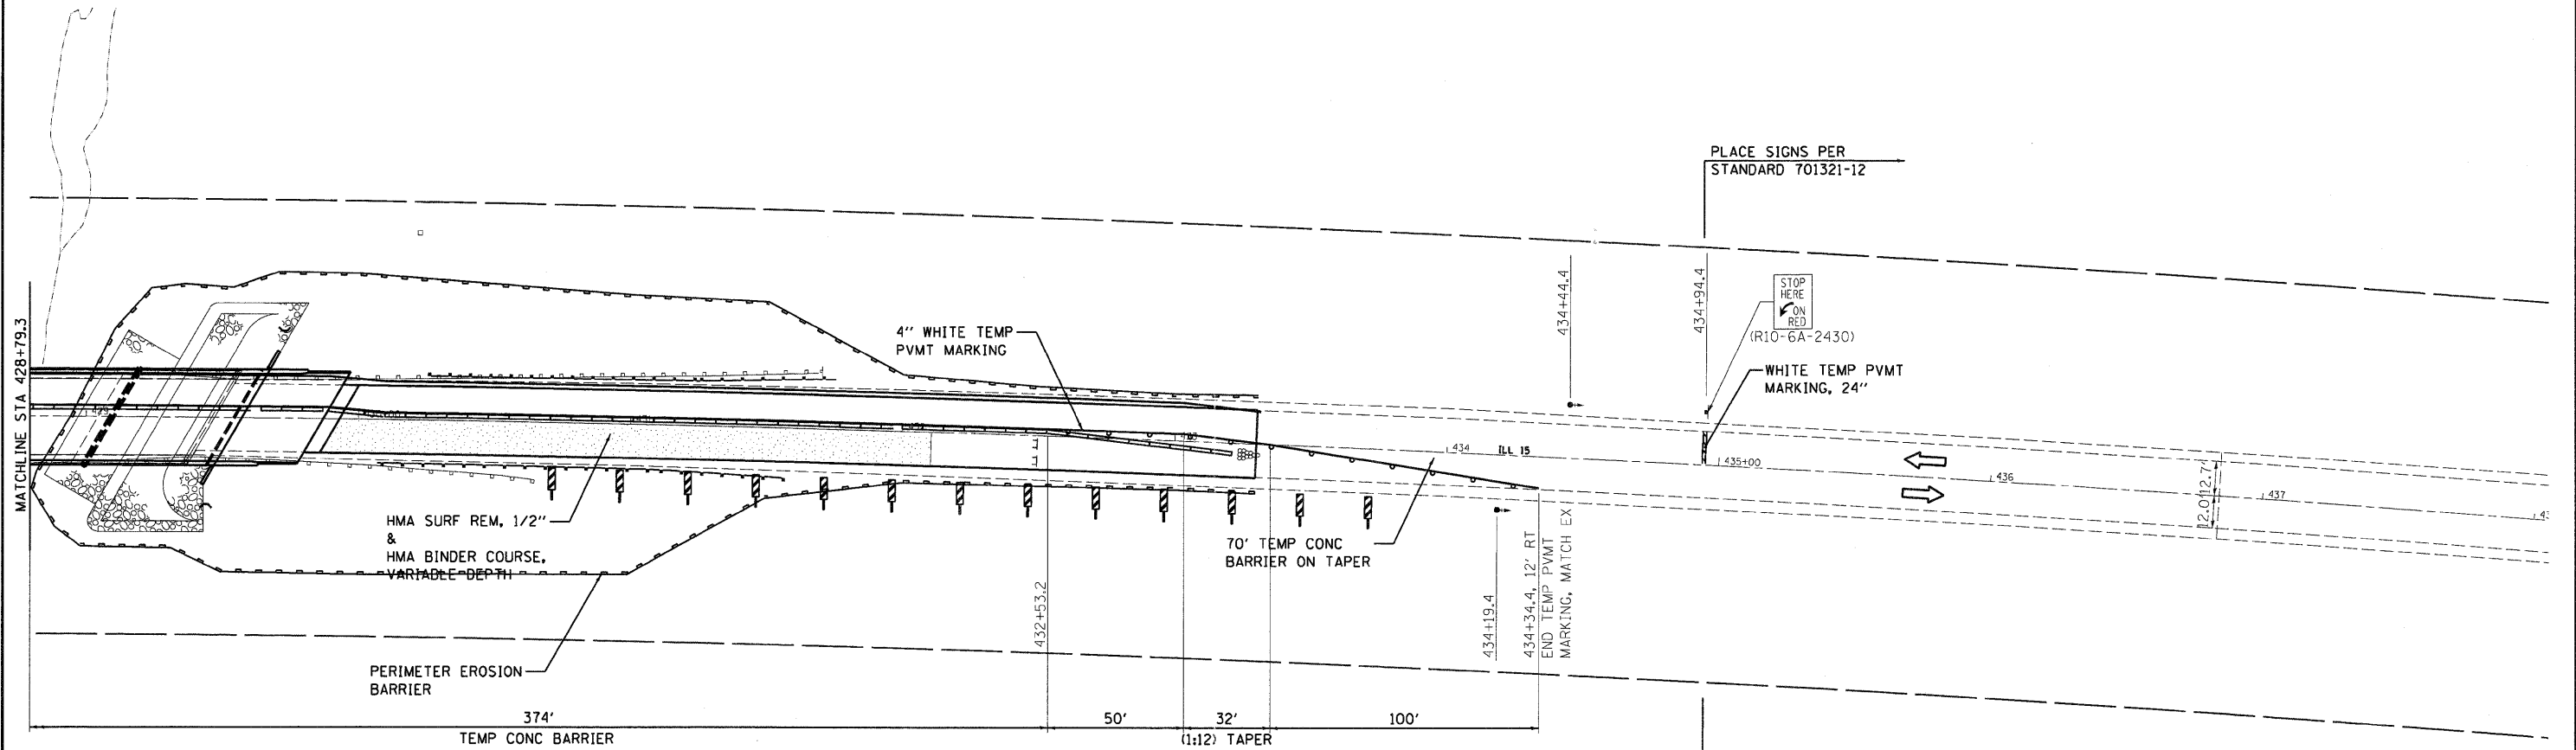 PLACE SIGNS PER
STANDARD 701321-12
STOP
HERE
ON
RED
(R10-6A-2430)
434+44.4
434+94.4
4" WHITE TEMP
PVMT MARKING
WHITE TEMP PVMT
MARKING, 24"
MATCHLINE STA 428+79.3
429
434
ILL 15
435+00
436
437
12.7'
12.0'
HMA SURF REM, 1/2"
&
HMA BINDER COURSE,
VARIABLE DEPTH
70' TEMP CONC
BARRIER ON TAPER
432+53.2
434+19.4
434+34.4, 12' RT
END TEMP PVMT
MARKING, MATCH EX
PERIMETER EROSION
BARRIER
374'
50'
32'
100'
TEMP CONC BARRIER
(1:12) TAPER